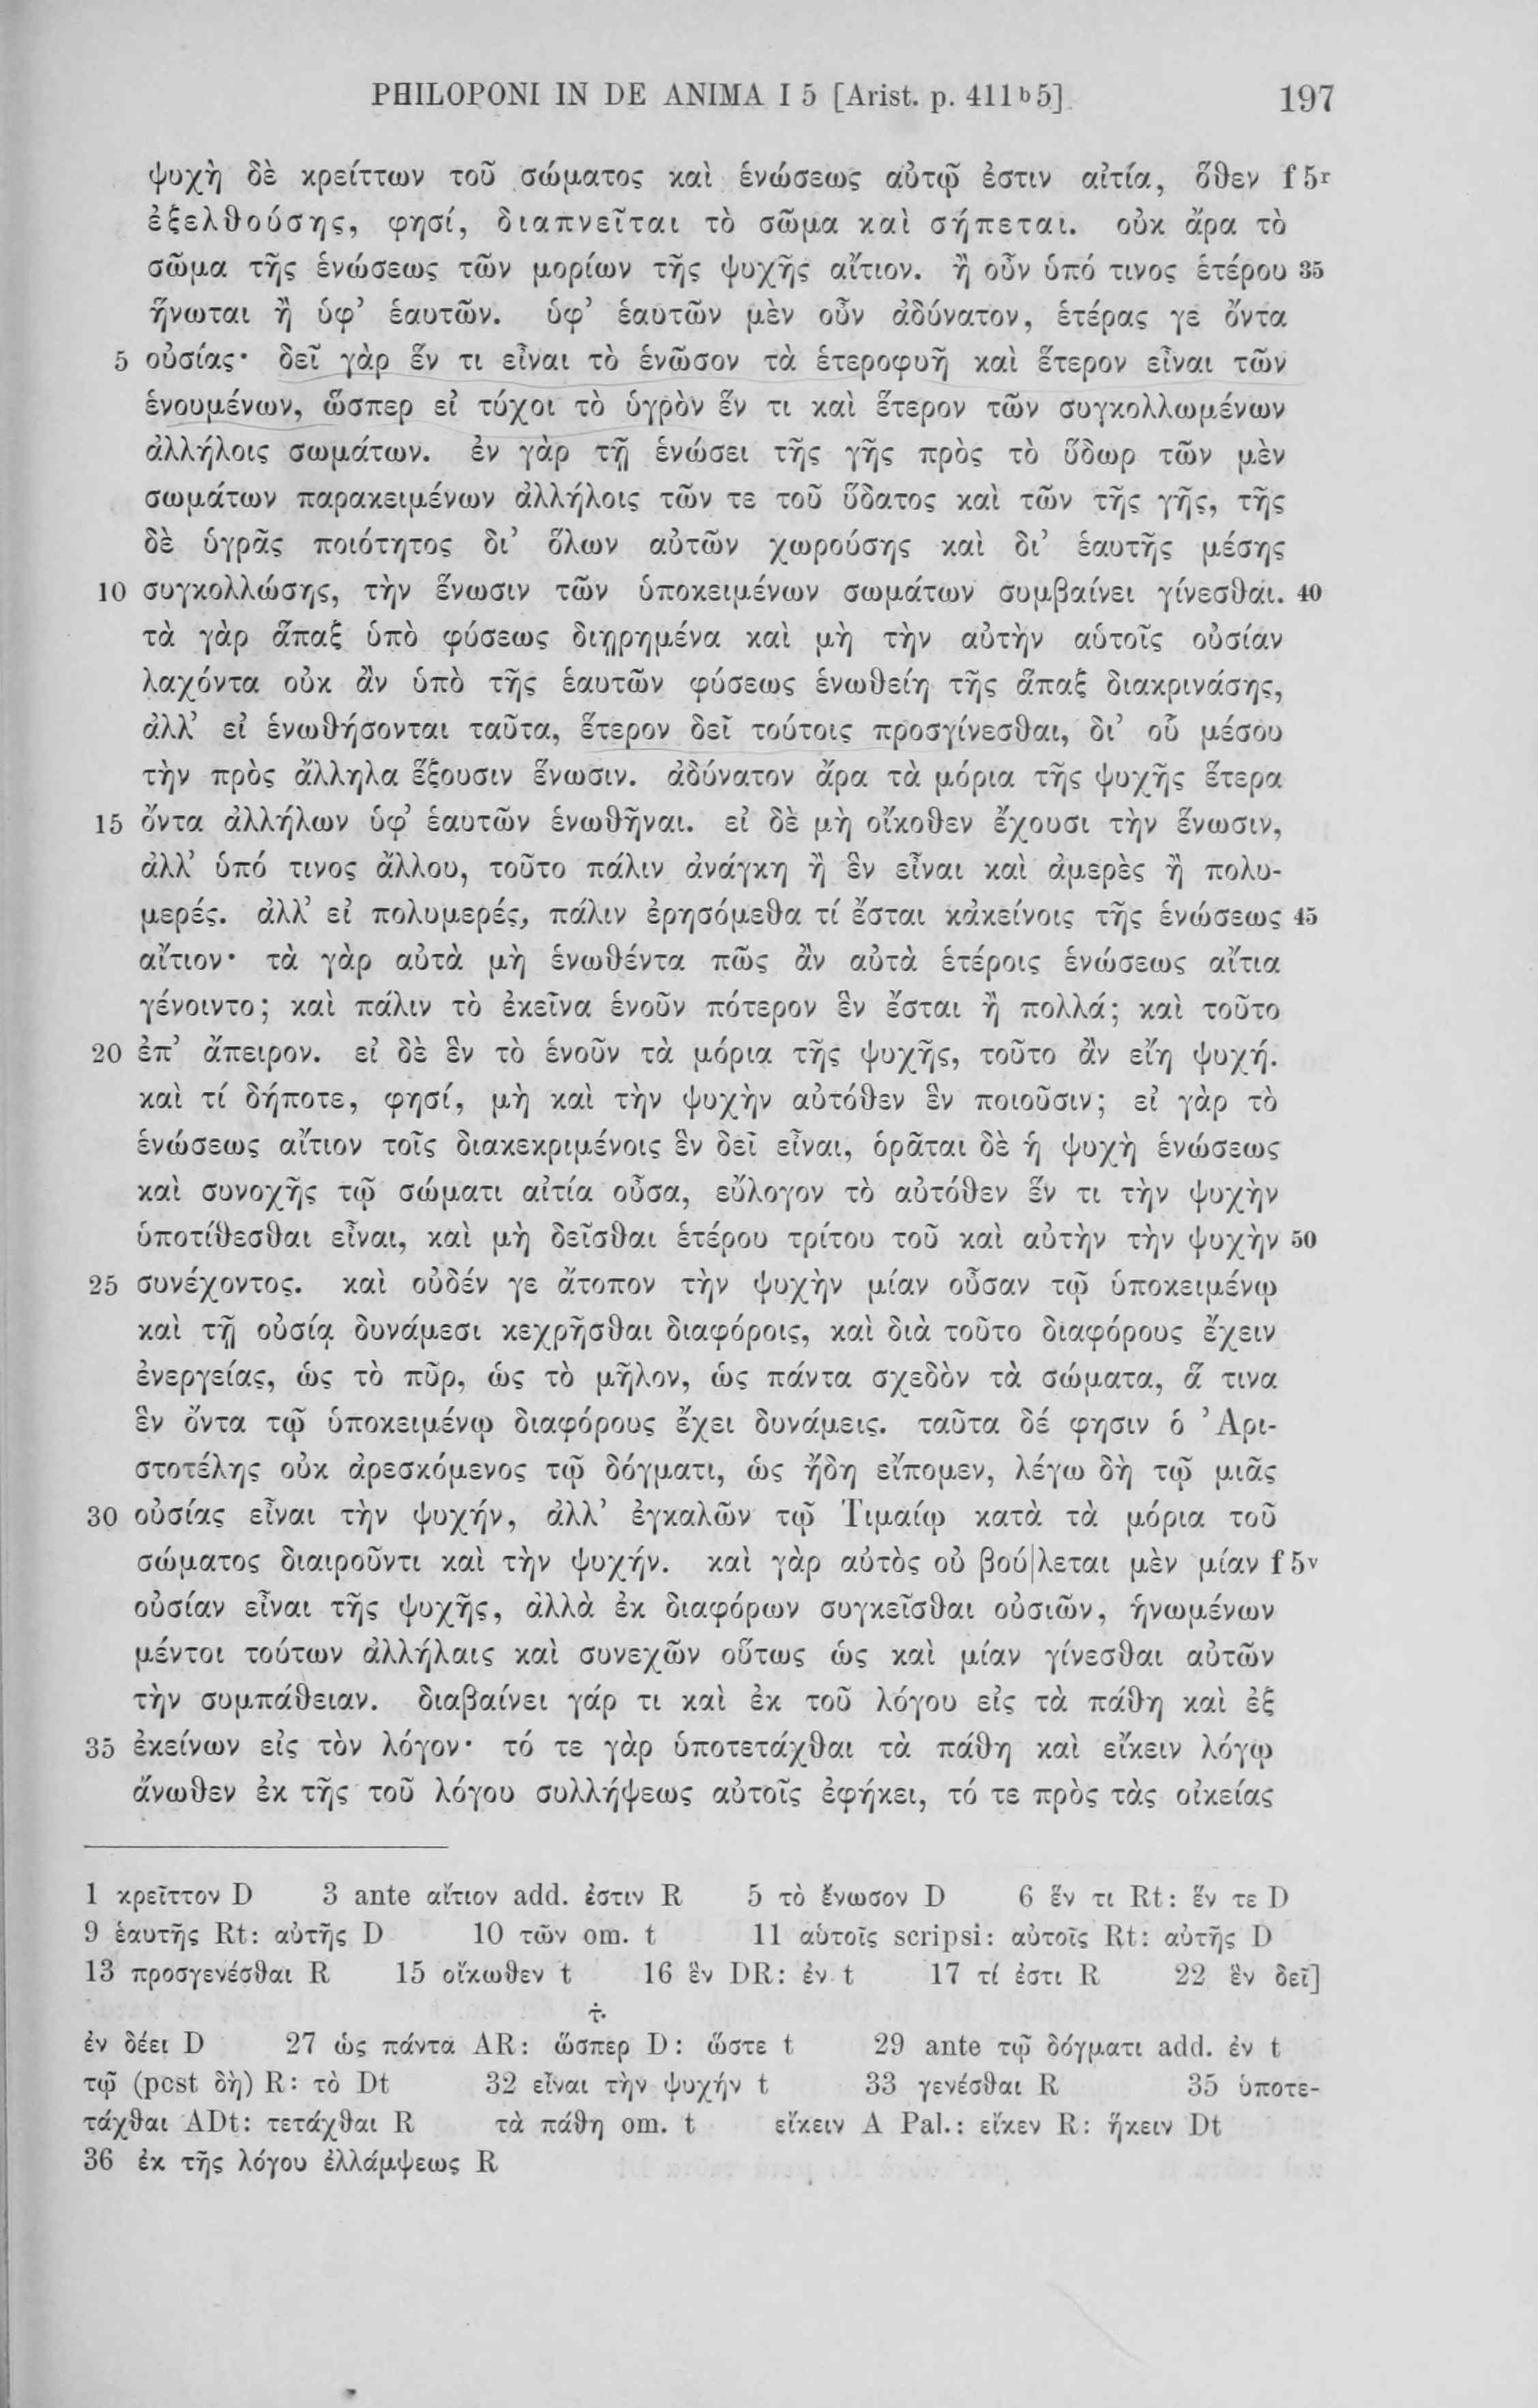 PHILOPONI IN DE ANIMA I 5 [Arist. p. 411ᵇ5] 197
ψυχὴ δὲ κρείττων τοῦ σώματος καὶ ἑνώσεως αὐτῷ ἐστιν αἰτία, ὅθεν f 5ʳ
ἐξελθούσης, φησί, διαπνεῖται τὸ σῶμα καὶ σήπεται. οὐκ ἄρα τὸ
σῶμα τῆς ἑνώσεως τῶν μορίων τῆς ψυχῆς αἴτιον. ἢ οὖν ὑπό τινος ἑτέρου 35
ἥνωται ἢ ὑφ’ ἑαυτῶν. ὑφ’ ἑαυτῶν μὲν οὖν ἀδύνατον, ἑτέρας γε ὄντα
5 οὐσίας· δεῖ γὰρ ἕν τι εἶναι τὸ ἑνῶσον τὰ ἑτεροφυῆ καὶ ἕτερον εἶναι τῶν
ἑνουμένων, ὥσπερ εἰ τύχοι τὸ ὑγρὸν ἕν τι καὶ ἕτερον τῶν συγκολλωμένων
ἀλλήλοις σωμάτων. ἐν γὰρ τῇ ἑνώσει τῆς γῆς πρὸς τὸ ὕδωρ τῶν μὲν
σωμάτων παρακειμένων ἀλλήλοις τῶν τε τοῦ ὕδατος καὶ τῶν τῆς γῆς, τῆς
δὲ ὑγρᾶς ποιότητος δι’ ὅλων αὐτῶν χωρούσης καὶ δι’ ἑαυτῆς μέσης
10 συγκολλώσης, τὴν ἕνωσιν τῶν ὑποκειμένων σωμάτων συμβαίνει γίνεσθαι. 40
τὰ γὰρ ἅπαξ ὑπὸ φύσεως διῃρημένα καὶ μὴ τὴν αὐτὴν αὑτοῖς οὐσίαν
λαχόντα οὐκ ἂν ὑπὸ τῆς ἑαυτῶν φύσεως ἑνωθείη τῆς ἅπαξ διακρινάσης,
ἀλλ’ εἰ ἑνωθήσονται ταῦτα, ἕτερον δεῖ τούτοις προσγίνεσθαι, δι’ οὗ μέσου
τὴν πρὸς ἄλληλα ἕξουσιν ἕνωσιν. ἀδύνατον ἄρα τὰ μόρια τῆς ψυχῆς ἕτερα
15 ὄντα ἀλλήλων ὑφ’ ἑαυτῶν ἑνωθῆναι. εἰ δὲ μὴ οἴκοθεν ἔχουσι τὴν ἕνωσιν,
ἀλλ’ ὑπό τινος ἄλλου, τοῦτο πάλιν ἀνάγκη ἢ ἓν εἶναι καὶ ἀμερὲς ἢ πολυ-
μερές. ἀλλ’ εἰ πολυμερές, πάλιν ἐρησόμεθα τί ἔσται κἀκείνοις τῆς ἑνώσεως 45
αἴτιον· τὰ γὰρ αὐτὰ μὴ ἑνωθέντα πῶς ἂν αὐτὰ ἑτέροις ἑνώσεως αἴτια
γένοιντο; καὶ πάλιν τὸ ἐκεῖνα ἑνοῦν πότερον ἓν ἔσται ἢ πολλά; καὶ τοῦτο
20 ἐπ’ ἄπειρον. εἰ δὲ ἓν τὸ ἑνοῦν τὰ μόρια τῆς ψυχῆς, τοῦτο ἂν εἴη ψυχή.
καὶ τί δήποτε, φησί, μὴ καὶ τὴν ψυχὴν αὐτόθεν ἓν ποιοῦσιν; εἰ γὰρ τὸ
ἑνώσεως αἴτιον τοῖς διακεκριμένοις ἓν δεῖ εἶναι, ὁρᾶται δὲ ἡ ψυχὴ ἑνώσεως
καὶ συνοχῆς τῷ σώματι αἰτία οὖσα, εὔλογον τὸ αὐτόθεν ἕν τι τὴν ψυχὴν
ὑποτίθεσθαι εἶναι, καὶ μὴ δεῖσθαι ἑτέρου τρίτου τοῦ καὶ αὐτὴν τὴν ψυχὴν 50
25 συνέχοντος. καὶ οὐδέν γε ἄτοπον τὴν ψυχὴν μίαν οὖσαν τῷ ὑποκειμένῳ
καὶ τῇ οὐσίᾳ δυνάμεσι κεχρῆσθαι διαφόροις, καὶ διὰ τοῦτο διαφόρους ἔχειν
ἐνεργείας, ὡς τὸ πῦρ, ὡς τὸ μῆλον, ὡς πάντα σχεδὸν τὰ σώματα, ἅ τινα
ἓν ὄντα τῷ ὑποκειμένῳ διαφόρους ἔχει δυνάμεις. ταῦτα δέ φησιν ὁ Ἀρι-
στοτέλης οὐκ ἀρεσκόμενος τῷ δόγματι, ὡς ἤδη εἴπομεν, λέγω δὴ τῷ μιᾶς
30 οὐσίας εἶναι τὴν ψυχήν, ἀλλ’ ἐγκαλῶν τῷ Τιμαίῳ κατὰ τὰ μόρια τοῦ
σώματος διαιροῦντι καὶ τὴν ψυχήν. καὶ γὰρ αὐτὸς οὐ βού|λεται μὲν μίαν f 5ᵛ
οὐσίαν εἶναι τῆς ψυχῆς, ἀλλὰ ἐκ διαφόρων συγκεῖσθαι οὐσιῶν, ἡνωμένων
μέντοι τούτων ἀλλήλαις καὶ συνεχῶν οὕτως ὡς καὶ μίαν γίνεσθαι αὐτῶν
τὴν συμπάθειαν. διαβαίνει γάρ τι καὶ ἐκ τοῦ λόγου εἰς τὰ πάθη καὶ ἐξ
35 ἐκείνων εἰς τὸν λόγον· τό τε γὰρ ὑποτετάχθαι τὰ πάθη καὶ εἴκειν λόγῳ
ἄνωθεν ἐκ τῆς τοῦ λόγου συλλήψεως αὐτοῖς ἐφήκει, τό τε πρὸς τὰς οἰκείας
1 κρεῖττον D 3 ante αἴτιον add. ἐστιν R 5 τὸ ἕνωσον D 6 ἕν τι Rt: ἕν τε D
9 ἑαυτῆς Rt: αὐτῆς D 10 τῶν om. t 11 αὑτοῖς scripsi: αὐτοῖς Rt: αὐτῆς D
13 προσγενέσθαι R 15 οἴκωθεν t 16 ἓν DR: ἐν t 17 τί ἐστι R 22 ἓν δεῖ]
ἐν δέει D 27 ὡς πάντα AR: ὥσπερ D: ὥστε t 29 ante τῷ δόγματι add. ἐν t
τῷ (post δὴ) R: τὸ Dt 32 εἶναι τὴν ψυχήν t 33 γενέσθαι R 35 ὑποτε-
τάχθαι ADt: τετάχθαι R τὰ πάθη om. t εἴκειν A Pal.: εἴκεν R: ἥκειν Dt
36 ἐκ τῆς λόγου ἐλλάμψεως R